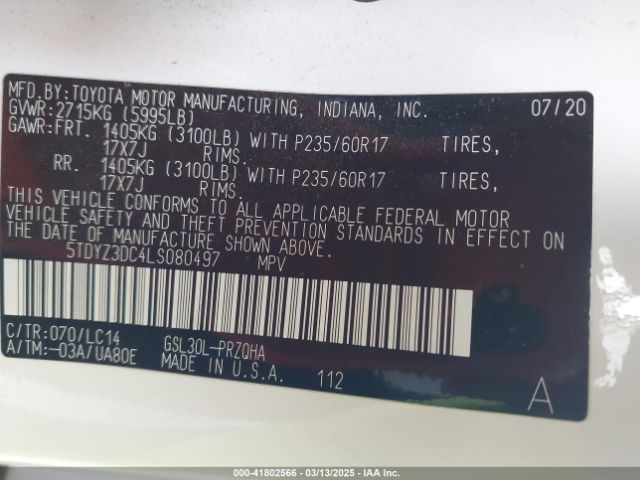 MFD.BY: TOYOTA MOTOR MANUFACTURING, INDIANA, INC. 07/20
GVWR: 2715KG (5995LB)
GAWR: FRT. 1405KG (3100LB) WITH P235/60R17 TIRES,
17X7J RIMS.
RR. 1405KG (3100LB) WITH P235/60R17 TIRES,
17X7J RIMS.
THIS VEHICLE CONFORMS TO ALL APPLICABLE FEDERAL MOTOR
VEHICLE SAFETY AND THEFT PREVENTION STANDARDS IN EFFECT ON
THE DATE OF MANUFACTURE SHOWN ABOVE.
5TDYZ3DC4LS080497 MPV
C/TR: 070/LC14 GSL30L-PRZQHA
A/TM: -03A/UA80E MADE IN U.S.A. 112 A
000-41802566 - 03/13/2025 - IAA Inc.